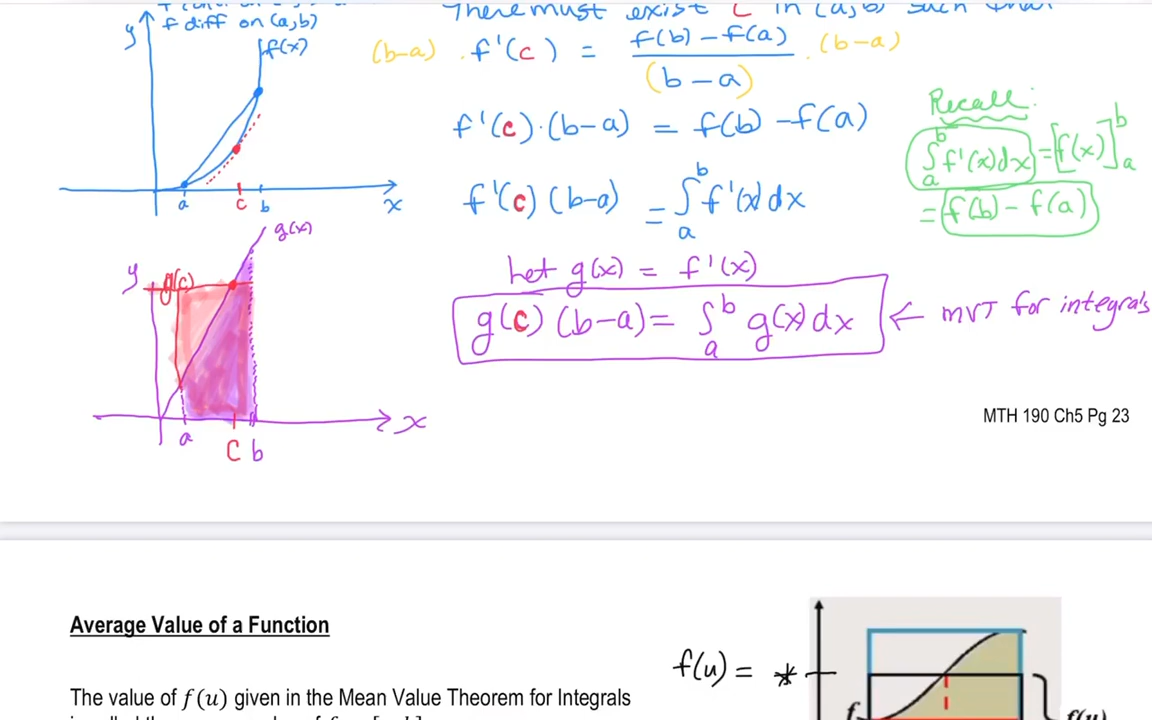 f diff on (a,b)
y
f(x)
a c b x
There must exist c in (a,b) such that
(b-a) · f'(c) = f(b) - f(a) / (b-a) · (b-a)
f'(c)·(b-a) = f(b) - f(a)
f'(c)(b-a) = ∫_a^b f'(x)dx
Recall:
∫_a^b f'(x)dx = [f(x)]_a^b
= f(b) - f(a)
g(x)
y g(c)
a c b x
Let g(x) = f'(x)
g(c)(b-a) = ∫_a^b g(x)dx ← MVT for integrals
MTH 190 Ch5 Pg 23
Average Value of a Function
f(u) = *
The value of f(u) given in the Mean Value Theorem for Integrals
f
f(u)